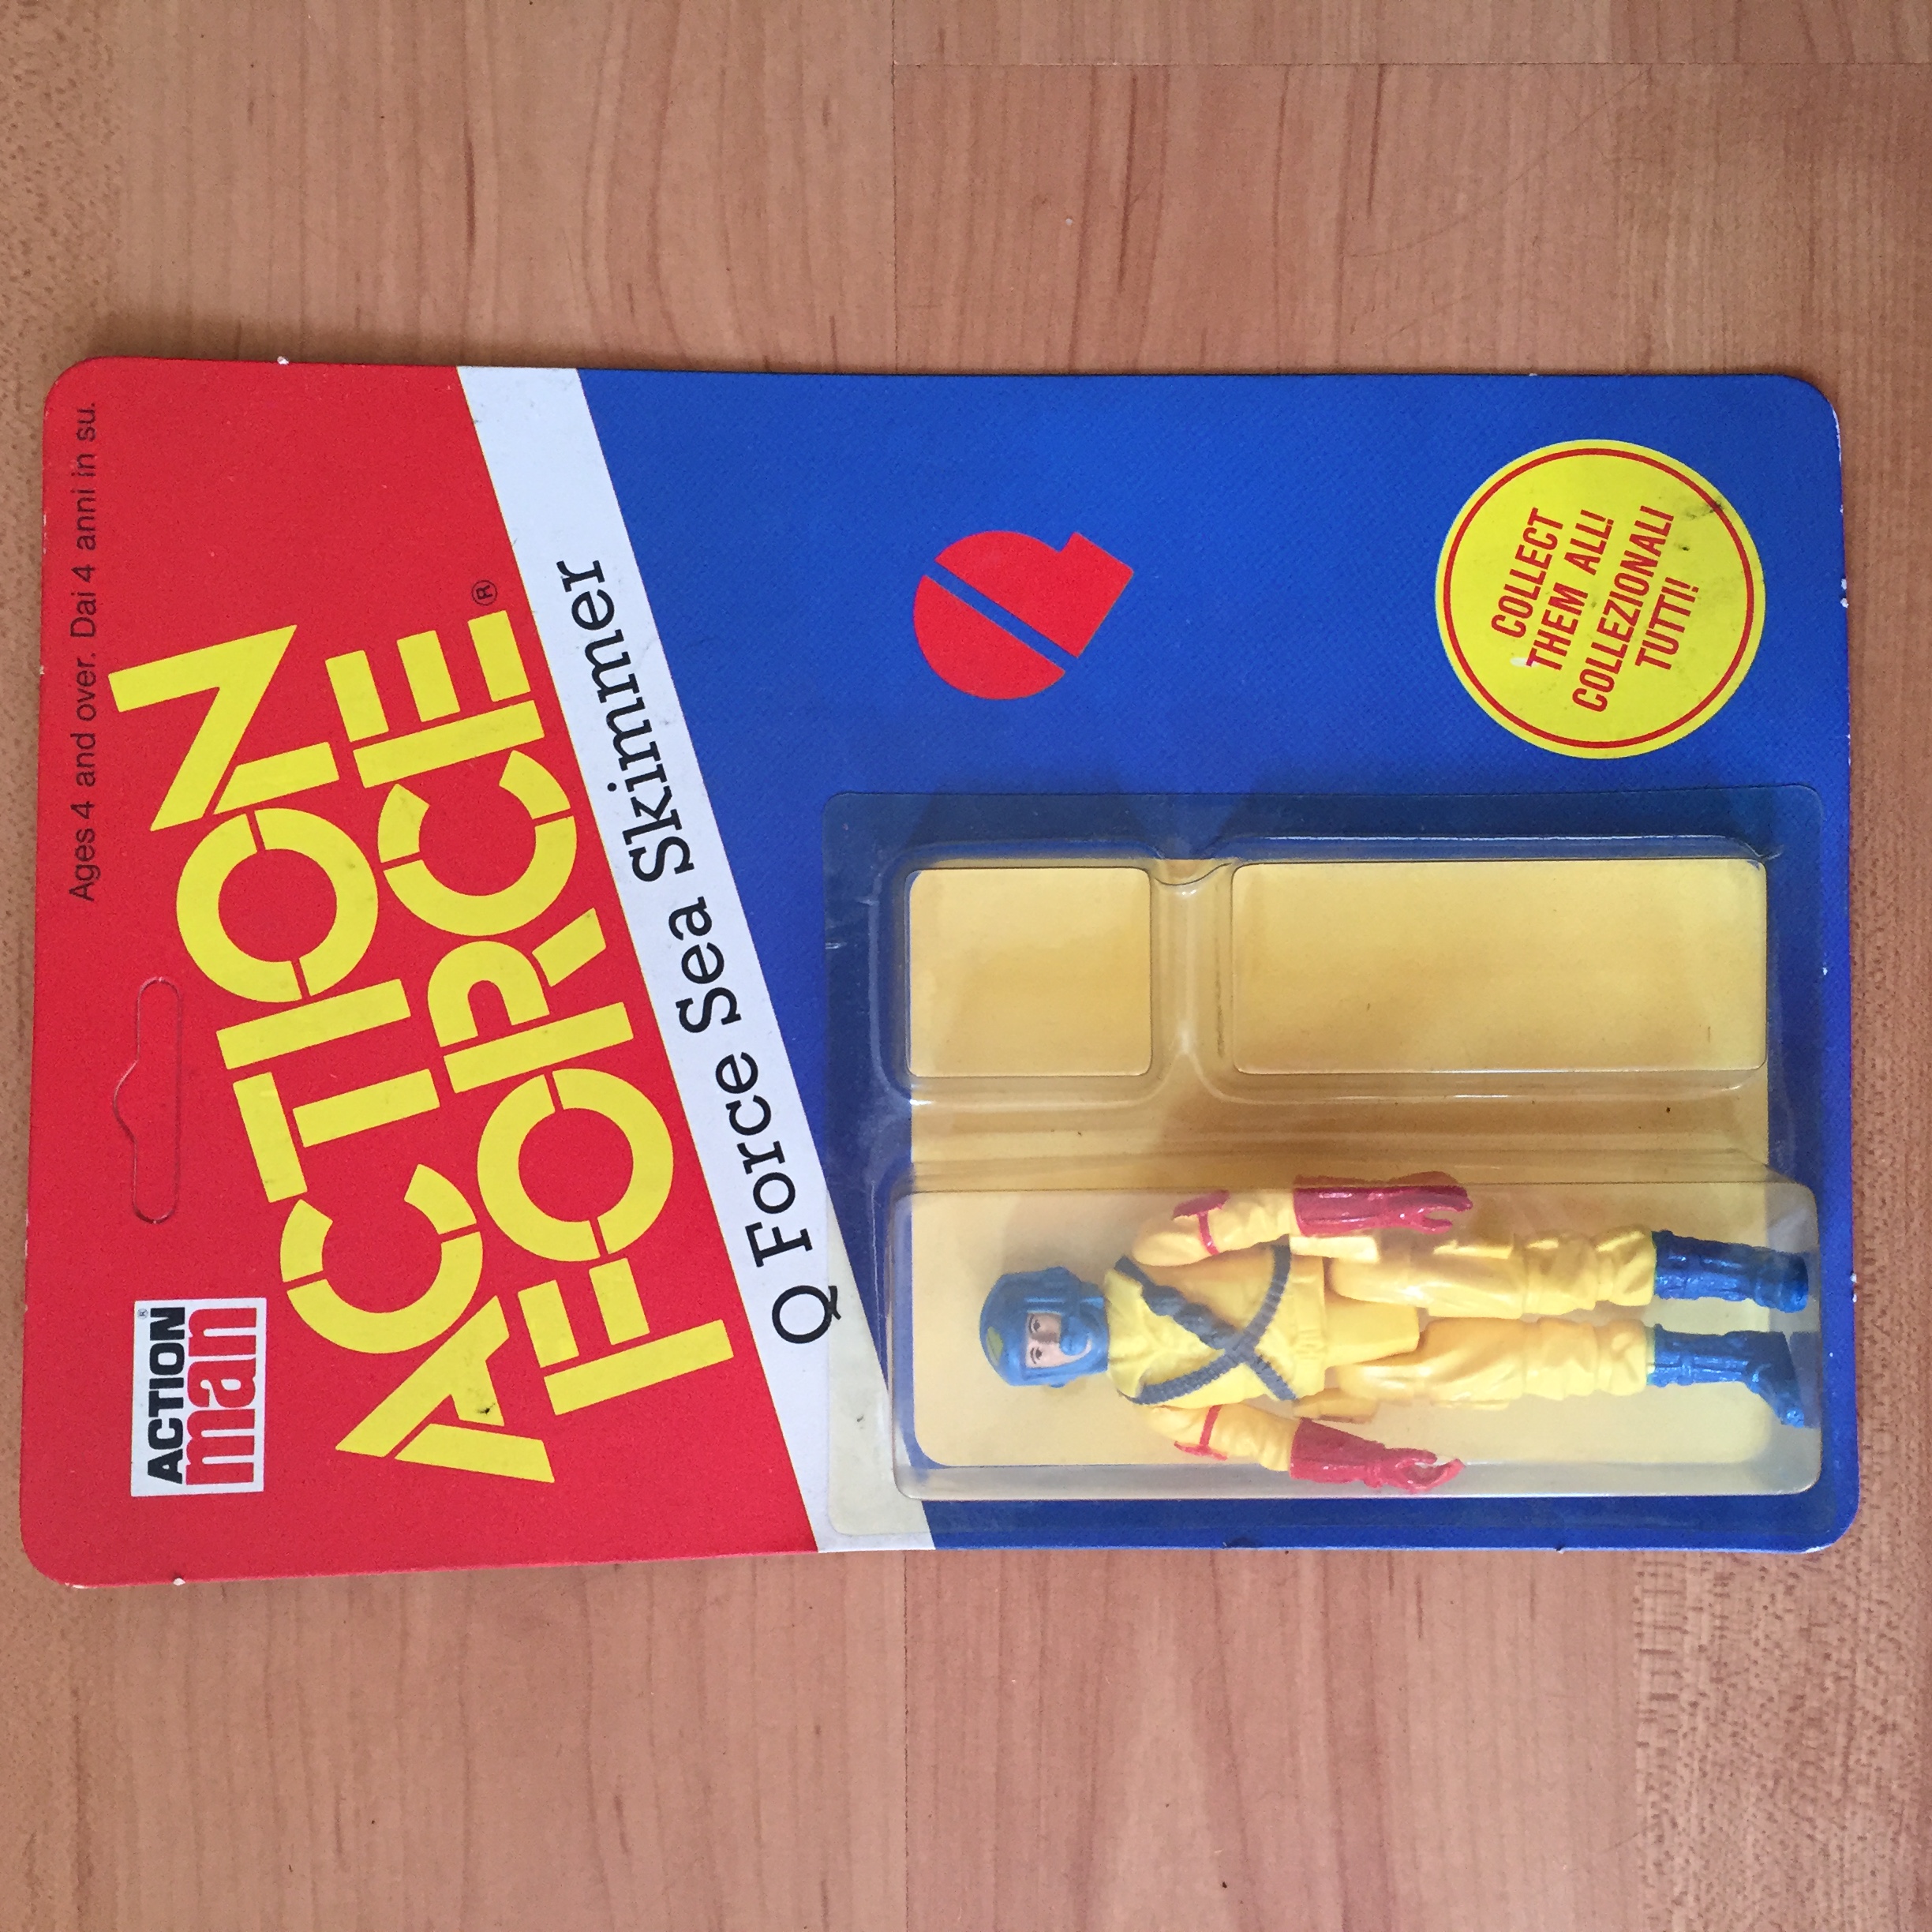 Ages 4 and over. Dai 4 anni in su.
ACTION®
man
ACTION
FORCE®
Q Force Sea Skimmer
COLLECT
THEM ALL!
COLLEZIONALI
TUTTI!